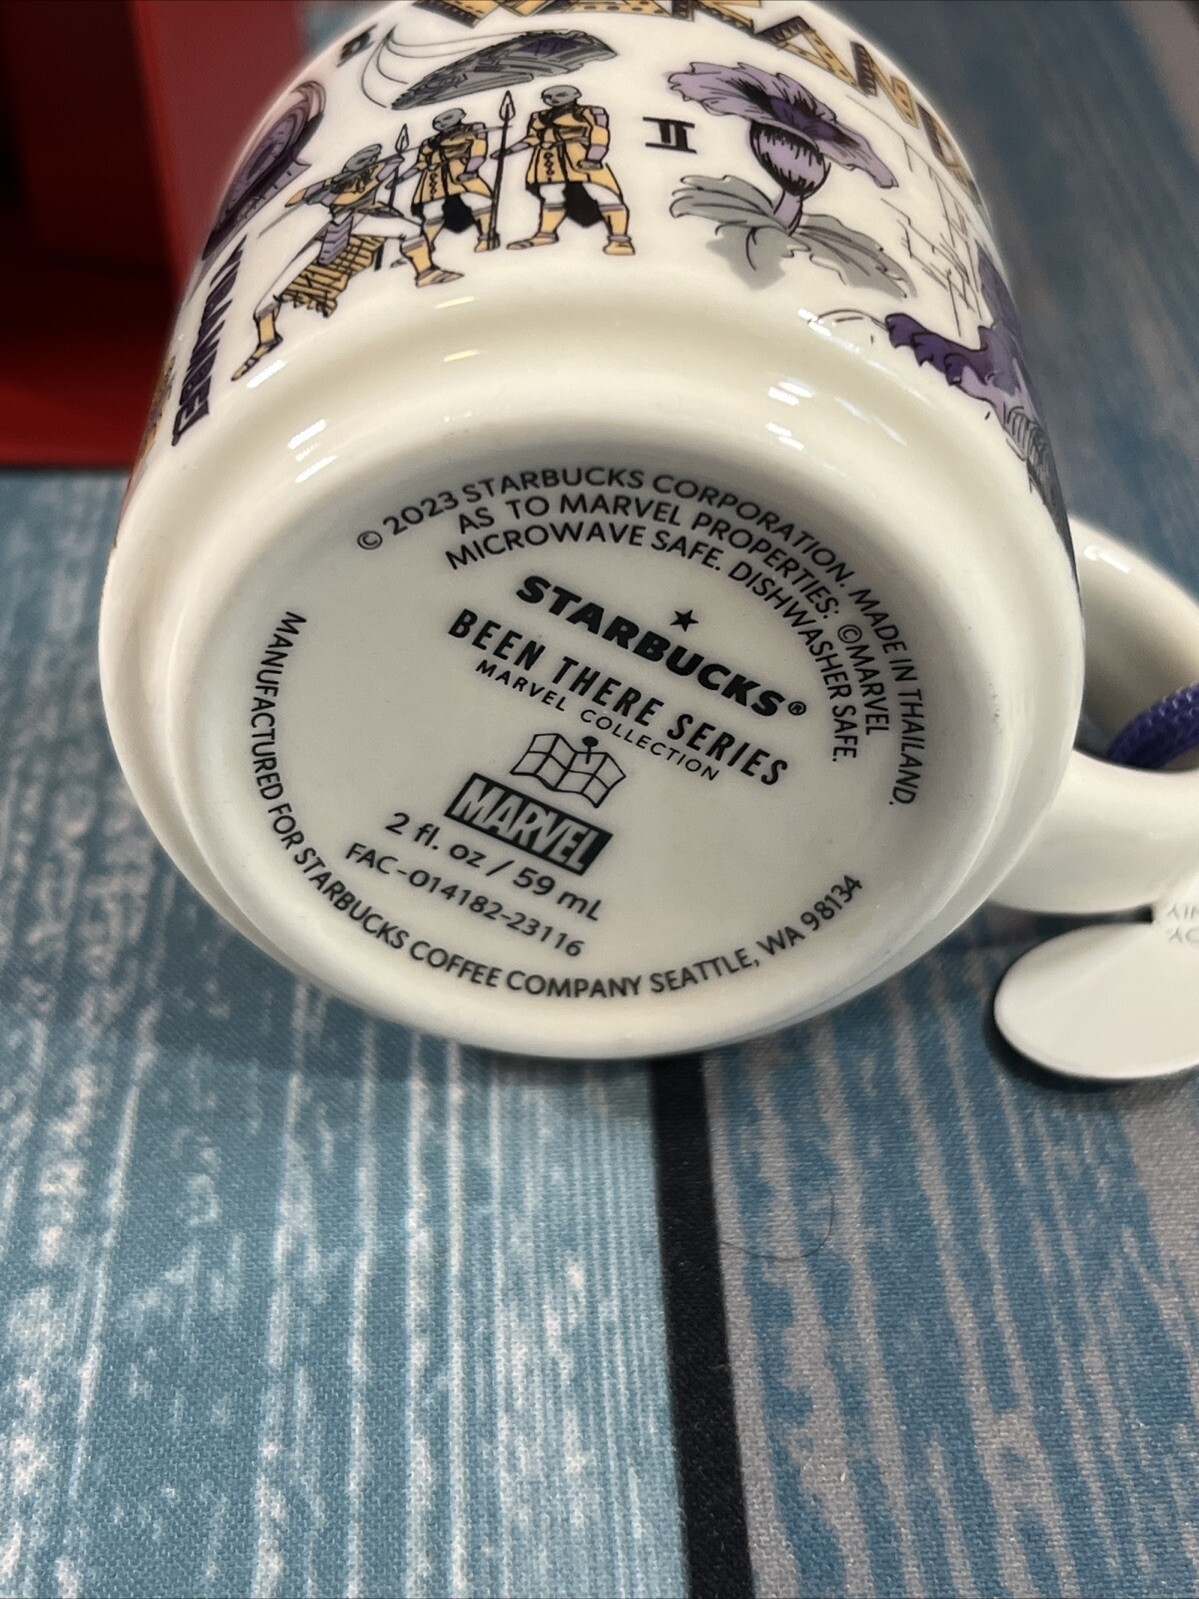 WAKANDA
© 2023 STARBUCKS CORPORATION. MADE IN THAILAND.
AS TO MARVEL PROPERTIES: ©MARVEL
MICROWAVE SAFE. DISHWASHER SAFE.
STARBUCKS®
BEEN THERE SERIES
MARVEL COLLECTION
MARVEL
2 fl. oz / 59 mL
FAC-014182-23116
MANUFACTURED FOR STARBUCKS COFFEE COMPANY SEATTLE, WA 98134